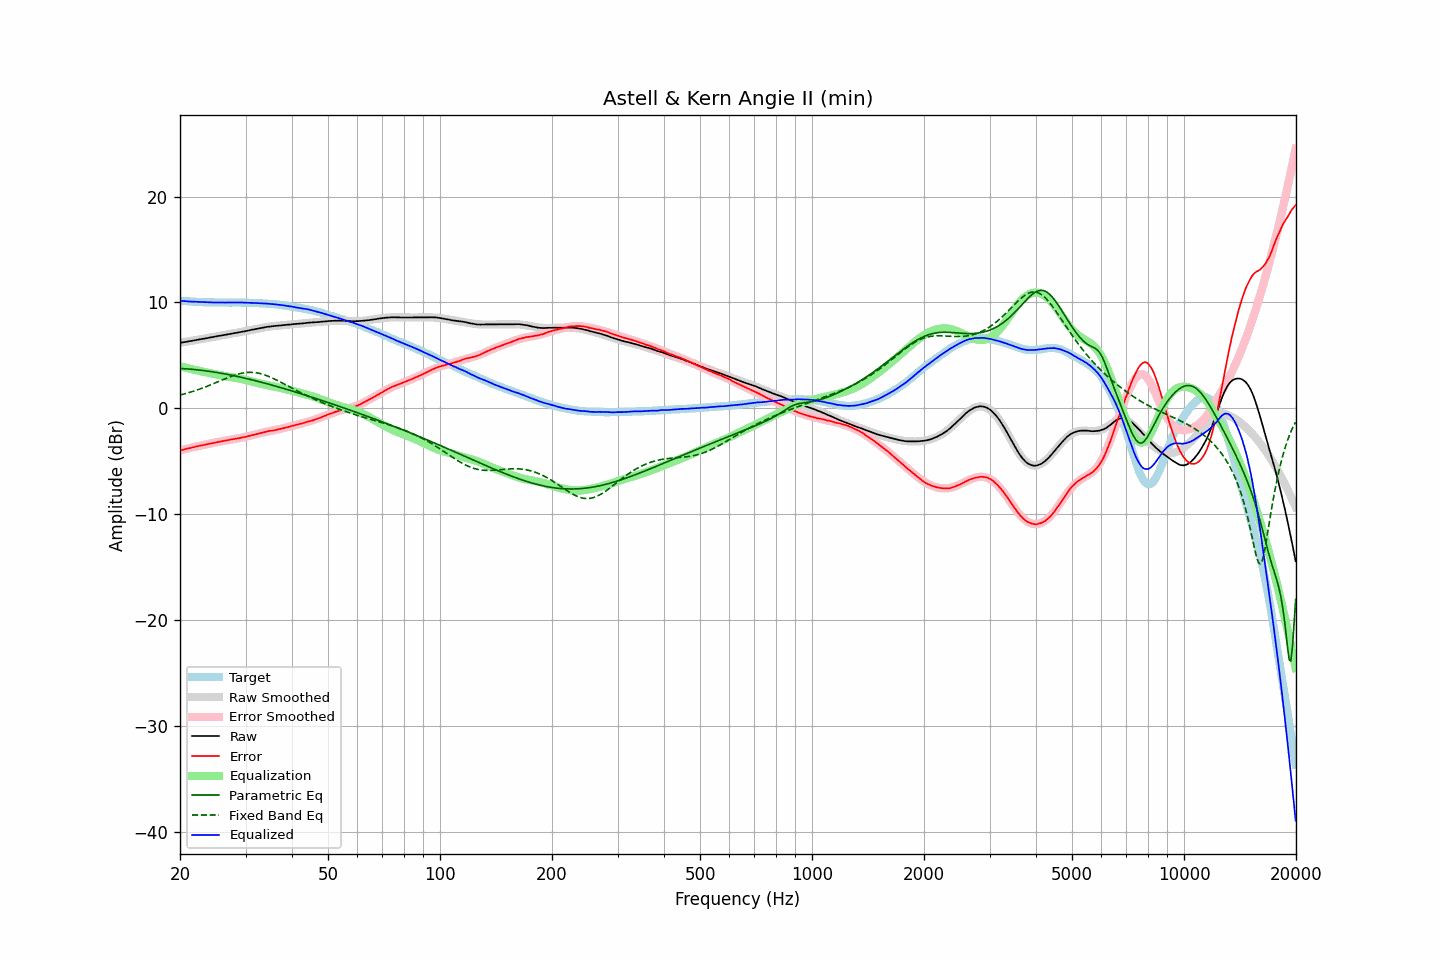 Astell & Kern Angie II (min)
Amplitude (dBr)
20
10
0
−10
−20
−30
−40
Target
Raw Smoothed
Error Smoothed
Raw
Error
Equalization
Parametric Eq
Fixed Band Eq
Equalized
20 50 100 200 500 1000 2000 5000 10000 20000
Frequency (Hz)